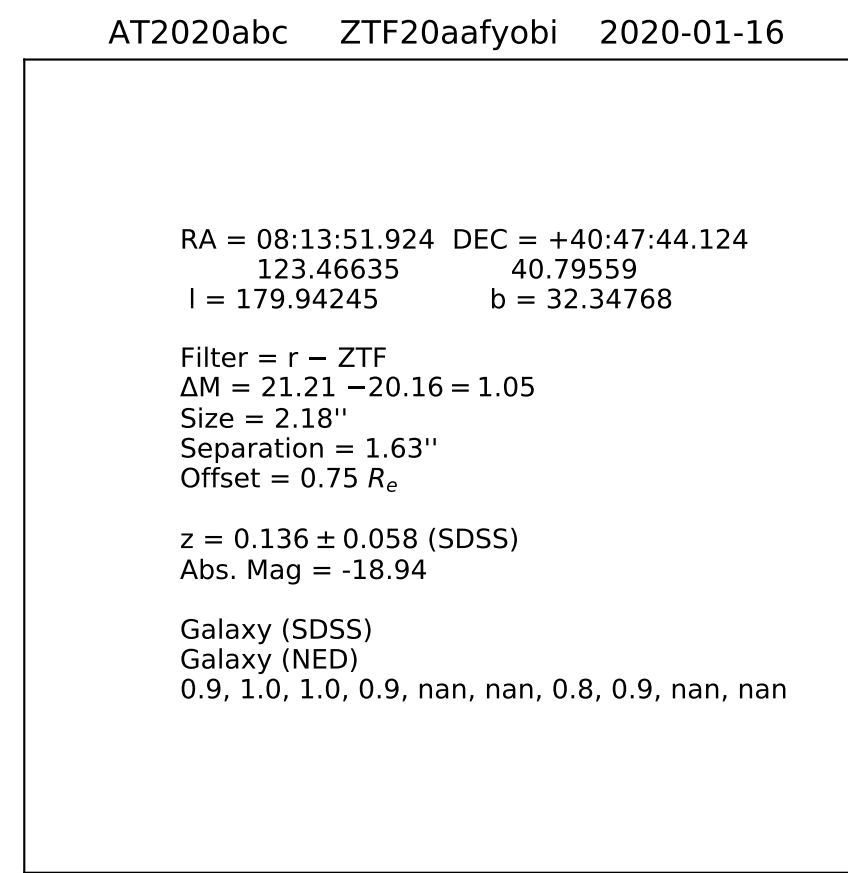 AT2020abc ZTF20aafyobi 2020-01-16
RA = 08:13:51.924 DEC = +40:47:44.124
123.46635 40.79559
l = 179.94245 b = 32.34768
Filter = r − ZTF
ΔM = 21.21 −20.16 = 1.05
Size = 2.18''
Separation = 1.63''
Offset = 0.75 Re
z = 0.136 ± 0.058 (SDSS)
Abs. Mag = -18.94
Galaxy (SDSS)
Galaxy (NED)
0.9, 1.0, 1.0, 0.9, nan, nan, 0.8, 0.9, nan, nan